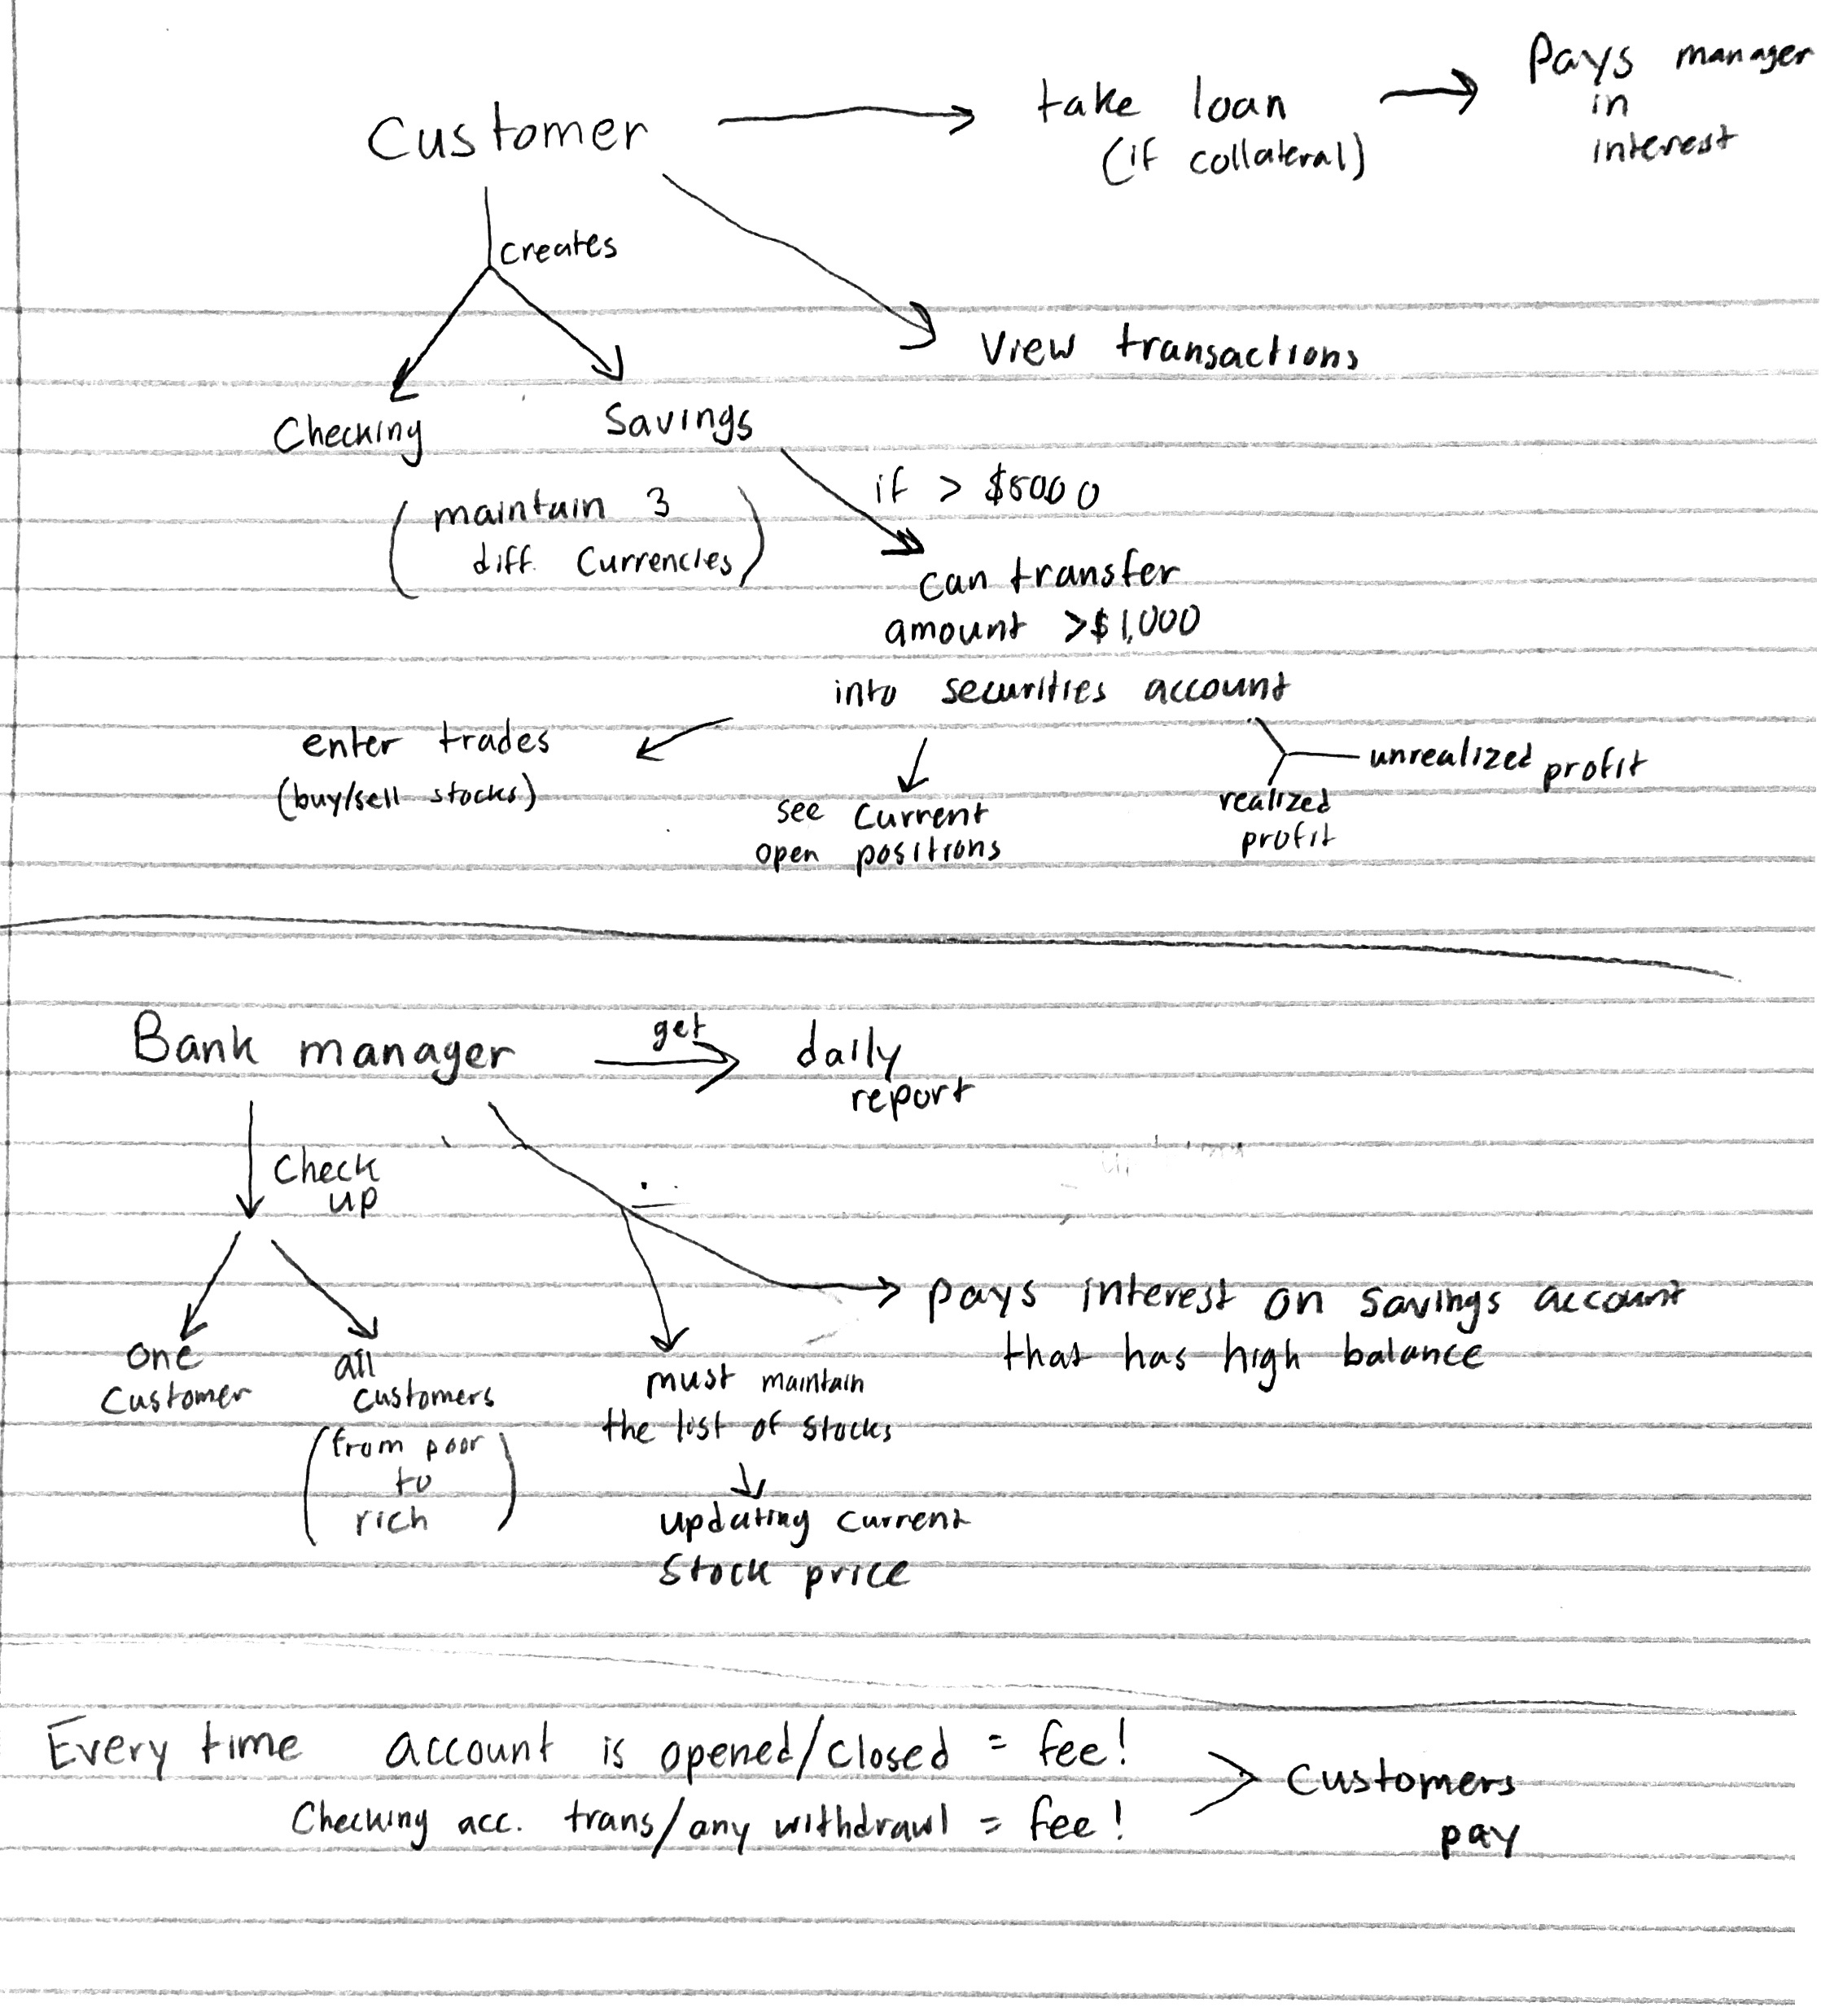 Customer
take loan
(if collateral)
Pays manager
in
interest
creates
View transactions
Checking
Savings
(maintain 3
diff. Currencies)
if > $5000
can transfer
amount >$1,000
into securities account
enter trades
(buy/sell stocks)
see current
open positions
unrealized profit
realized
profit
Bank manager
get
daily
report
Check
up
one
customer
all
customers
(from poor
to
rich)
must maintain
the list of stocks
updating current
stock price
pays interest on savings account
that has high balance
Every time account is opened/closed = fee!
Checking acc. trans/any withdrawl = fee!
> Customers
pay